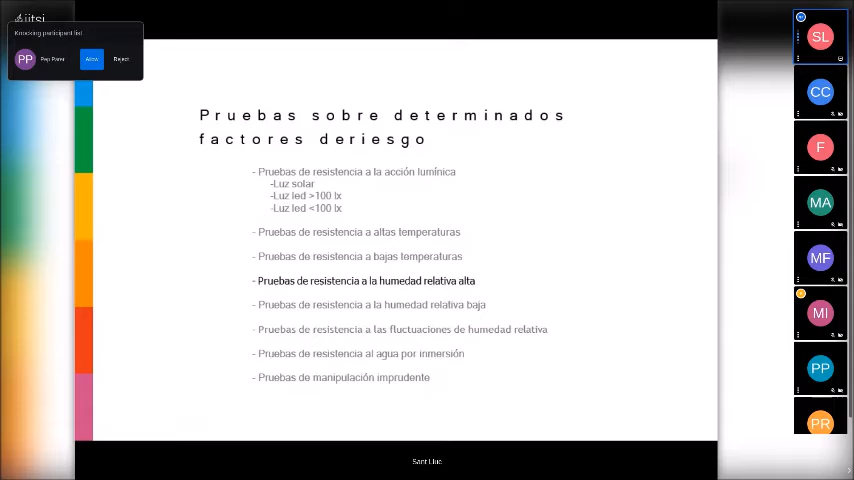 jitsi
Knocking participant list
PP
Pep Parer
Allow
Reject
Pruebas sobre determinados
factores deriesgo
- Pruebas de resistencia a la acción lumínica
-Luz solar
-Luz led >100 lx
-Luz led <100 lx
- Pruebas de resistencia a altas temperaturas
- Pruebas de resistencia a bajas temperaturas
- Pruebas de resistencia a la humedad relativa alta
- Pruebas de resistencia a la humedad relativa baja
- Pruebas de resistencia a las fluctuaciones de humedad relativa
- Pruebas de resistencia al agua por inmersión
- Pruebas de manipulación imprudente
Sant Lluc
SL
CC
F
MA
MF
MI
PP
PR